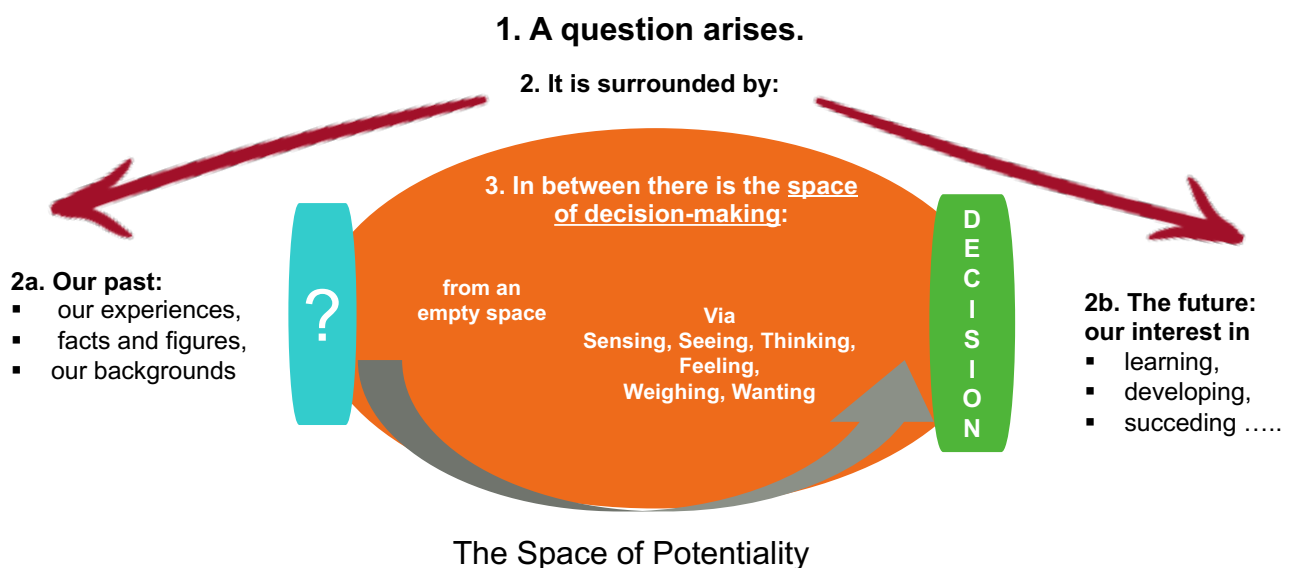 1. A question arises.
2. It is surrounded by:
3. In between there is the space
of decision-making:
2a. Our past:
▪ our experiences,
▪ facts and figures,
▪ our backgrounds
?
from an
empty space
Via
Sensing, Seeing, Thinking,
Feeling,
Weighing, Wanting
DECISION
2b. The future:
our interest in
▪ learning,
▪ developing,
▪ succeding …..
The Space of Potentiality